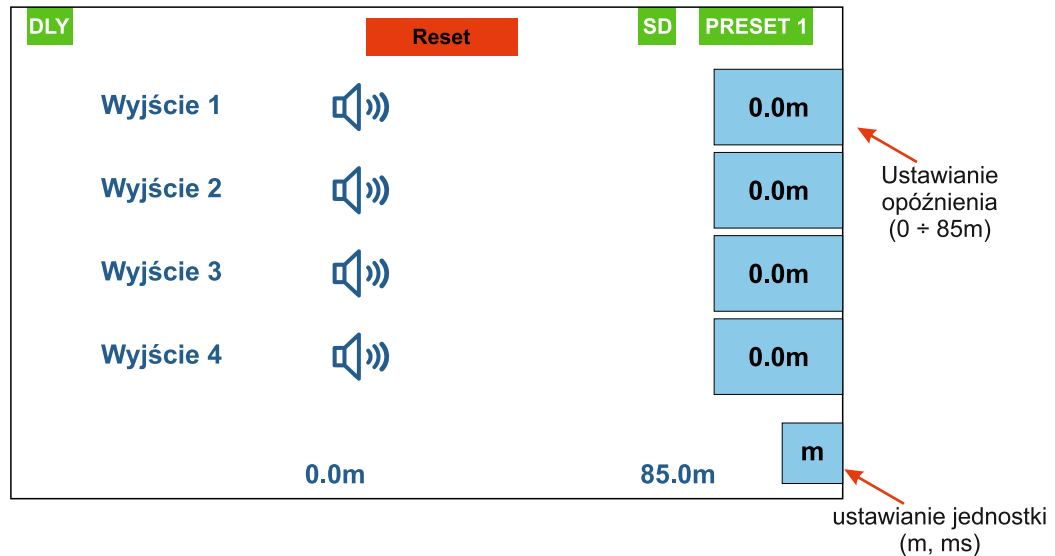 DLY Reset SD PRESET 1
Wyjście 1 0.0m
Wyjście 2 0.0m
Wyjście 3 0.0m
Wyjście 4 0.0m
Ustawianie
opóźnienia
(0 ÷ 85m)
m
0.0m 85.0m
ustawianie jednostki
(m, ms)